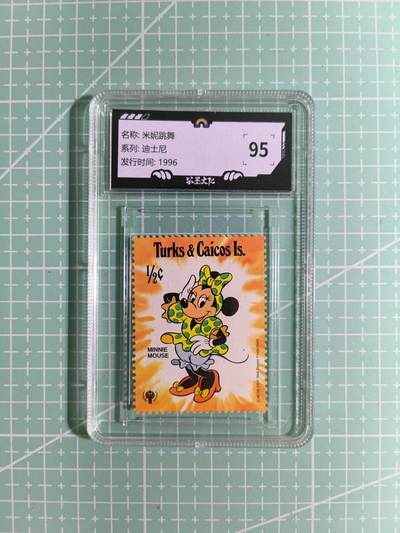 名称: 米妮跳舞
系列: 迪士尼
发行时间: 1996
95
Turks & Caicos Is.
½¢
MINNIE
MOUSE